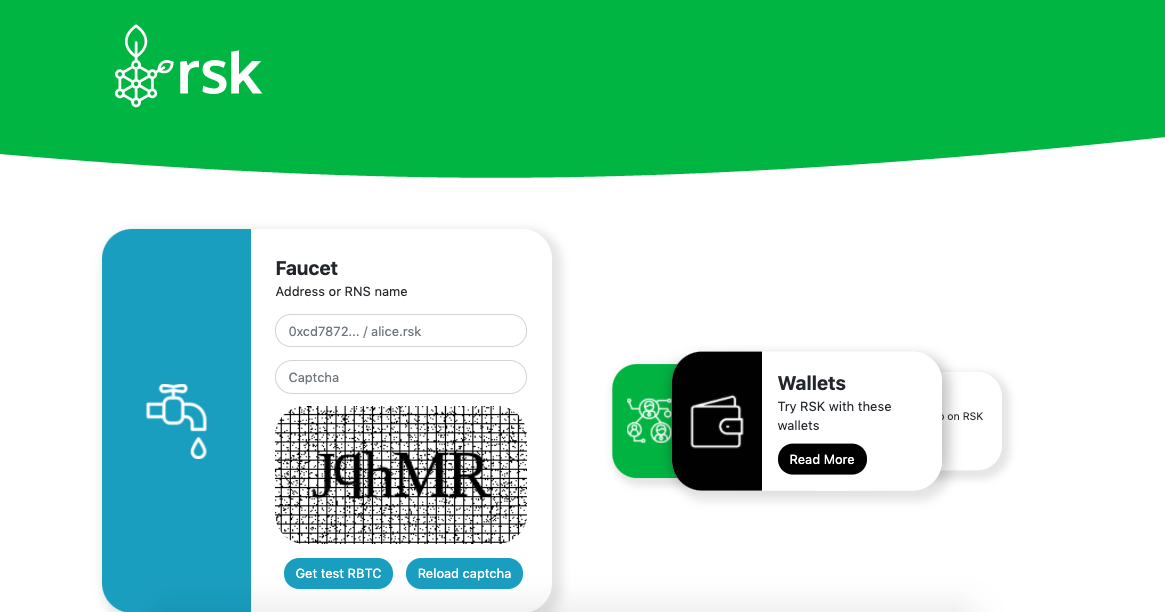 rsk
Faucet
Address or RNS name
0xcd7872... / alice.rsk
Captcha
JqhMR
Get test RBTC
Reload captcha
Wallets
Try RSK with these
wallets
Read More
on RSK